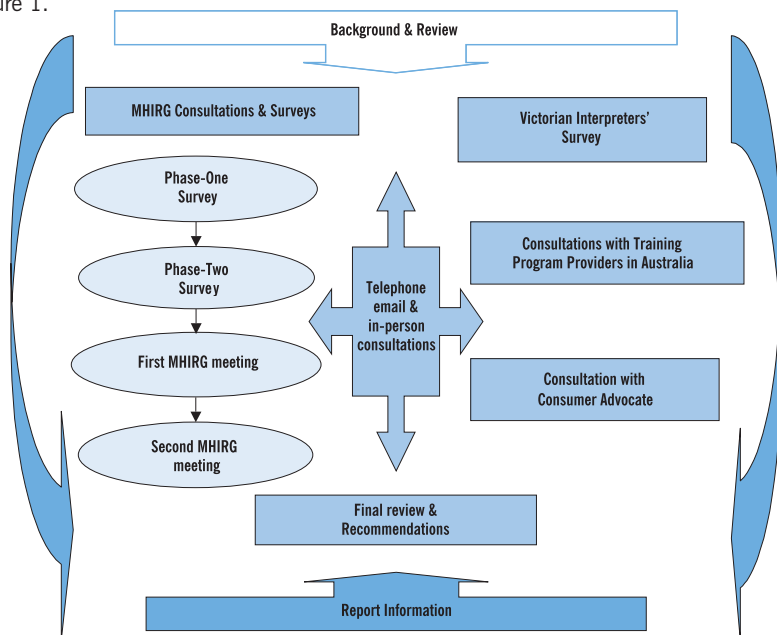 ure 1.
Background & Review
MHIRG Consultations & Surveys
Victorian Interpreters'
Survey
Phase-One
Survey
Phase-Two
Survey
First MHIRG meeting
Second MHIRG
meeting
Telephone
email &
in-person
consultations
Consultations with Training
Program Providers in Australia
Consultation with
Consumer Advocate
Final review &
Recommendations
Report Information